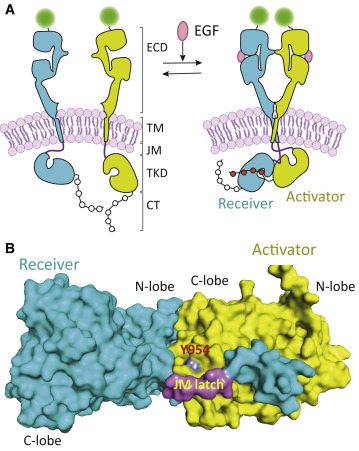 A
EGF
ECD
TM
JM
TKD
CT
Receiver
Activator
B
Receiver
Activator
N-lobe
C-lobe
N-lobe
Y954
JM latch
C-lobe